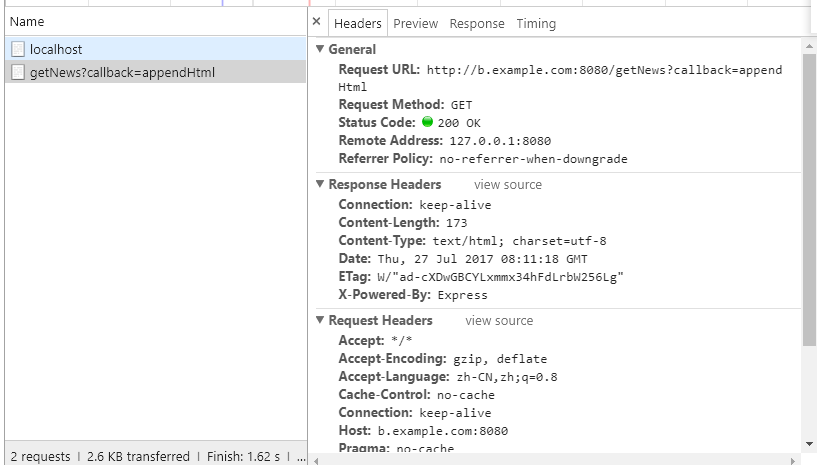 Name
localhost
getNews?callback=appendHtml
2 requests | 2.6 KB transferred | Finish: 1.62 s | ...
× Headers Preview Response Timing
General
Request URL: http://b.example.com:8080/getNews?callback=append
Html
Request Method: GET
Status Code: 200 OK
Remote Address: 127.0.0.1:8080
Referrer Policy: no-referrer-when-downgrade
Response Headers view source
Connection: keep-alive
Content-Length: 173
Content-Type: text/html; charset=utf-8
Date: Thu, 27 Jul 2017 08:11:18 GMT
ETag: W/"ad-cXDwGBCYLxmmx34hFdLrbW256Lg"
X-Powered-By: Express
Request Headers view source
Accept: */*
Accept-Encoding: gzip, deflate
Accept-Language: zh-CN,zh;q=0.8
Cache-Control: no-cache
Connection: keep-alive
Host: b.example.com:8080
Pragma: no-cache